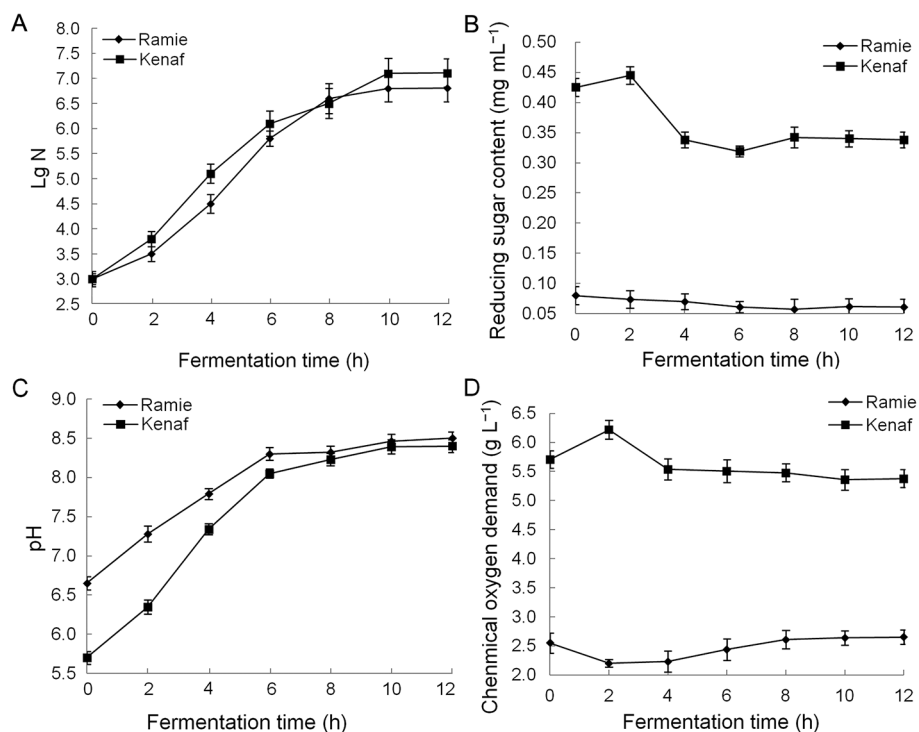 A
Ramie
Kenaf
Lg N
8.0
7.5
7.0
6.5
6.0
5.5
5.0
4.5
4.0
3.5
3.0
2.5
0 2 4 6 8 10 12
Fermentation time (h)
B
Ramie
Kenaf
Reducing sugar content (mg mL⁻¹)
0.50
0.45
0.40
0.35
0.30
0.25
0.20
0.15
0.10
0.05
0 2 4 6 8 10 12
Fermentation time (h)
C
Ramie
Kenaf
pH
9.0
8.5
8.0
7.5
7.0
6.5
6.0
5.5
0 2 4 6 8 10 12
Fermentation time (h)
D
Ramie
Kenaf
Chenmical oxygen demand (g L⁻¹)
6.5
6.0
5.5
5.0
4.5
4.0
3.5
3.0
2.5
2.0
0 2 4 6 8 10 12
Fermentation time (h)